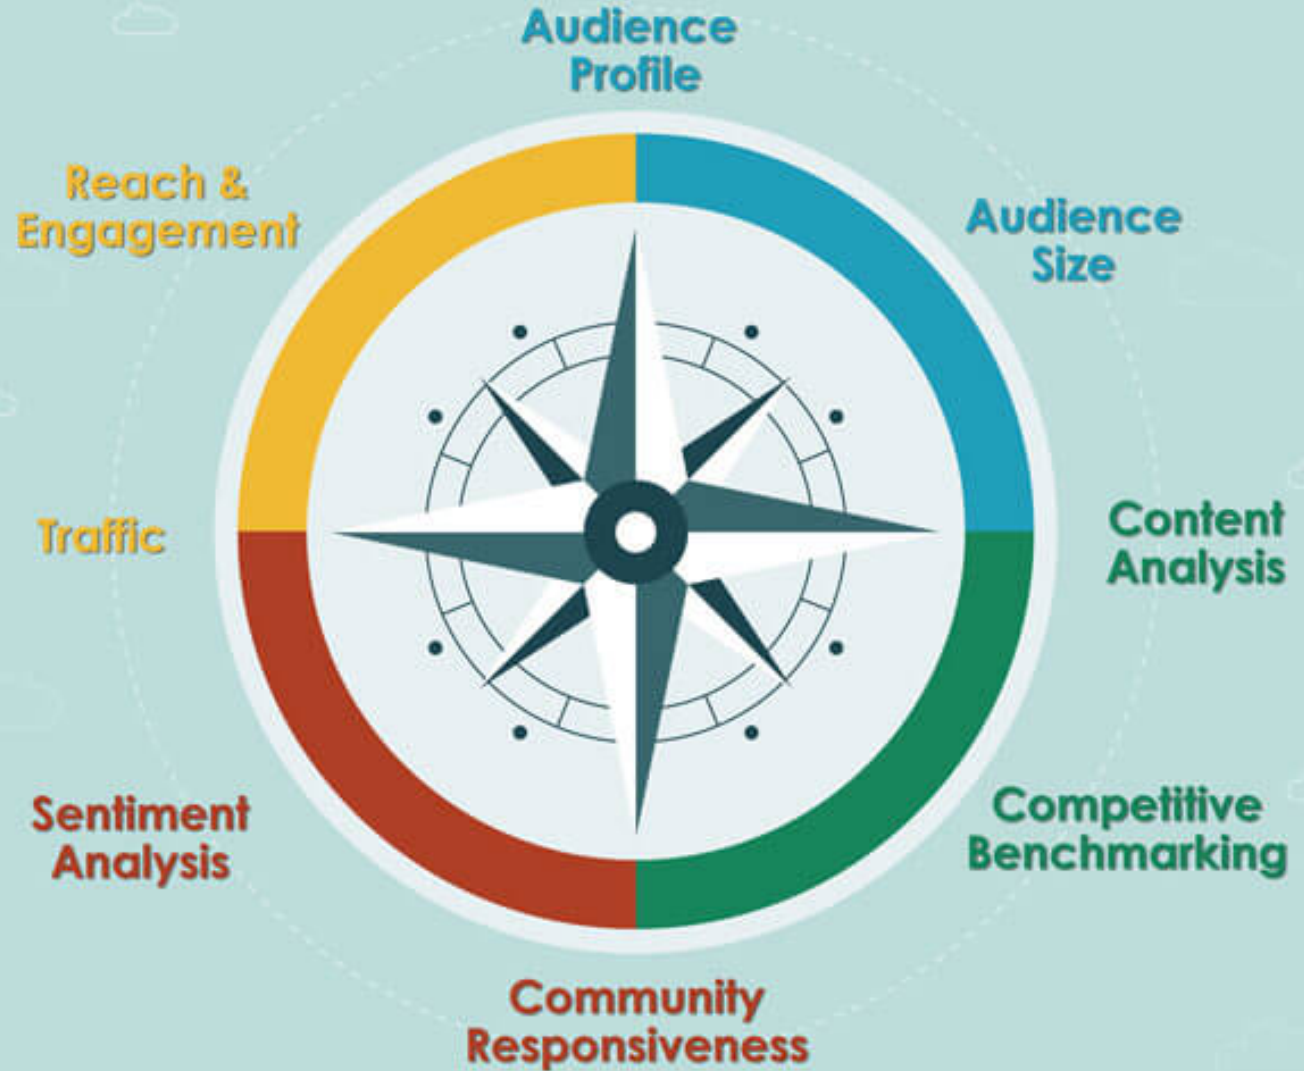 Audience
Profile
Reach &
Engagement
Audience
Size
Traffic
Content
Analysis
Sentiment
Analysis
Competitive
Benchmarking
Community
Responsiveness